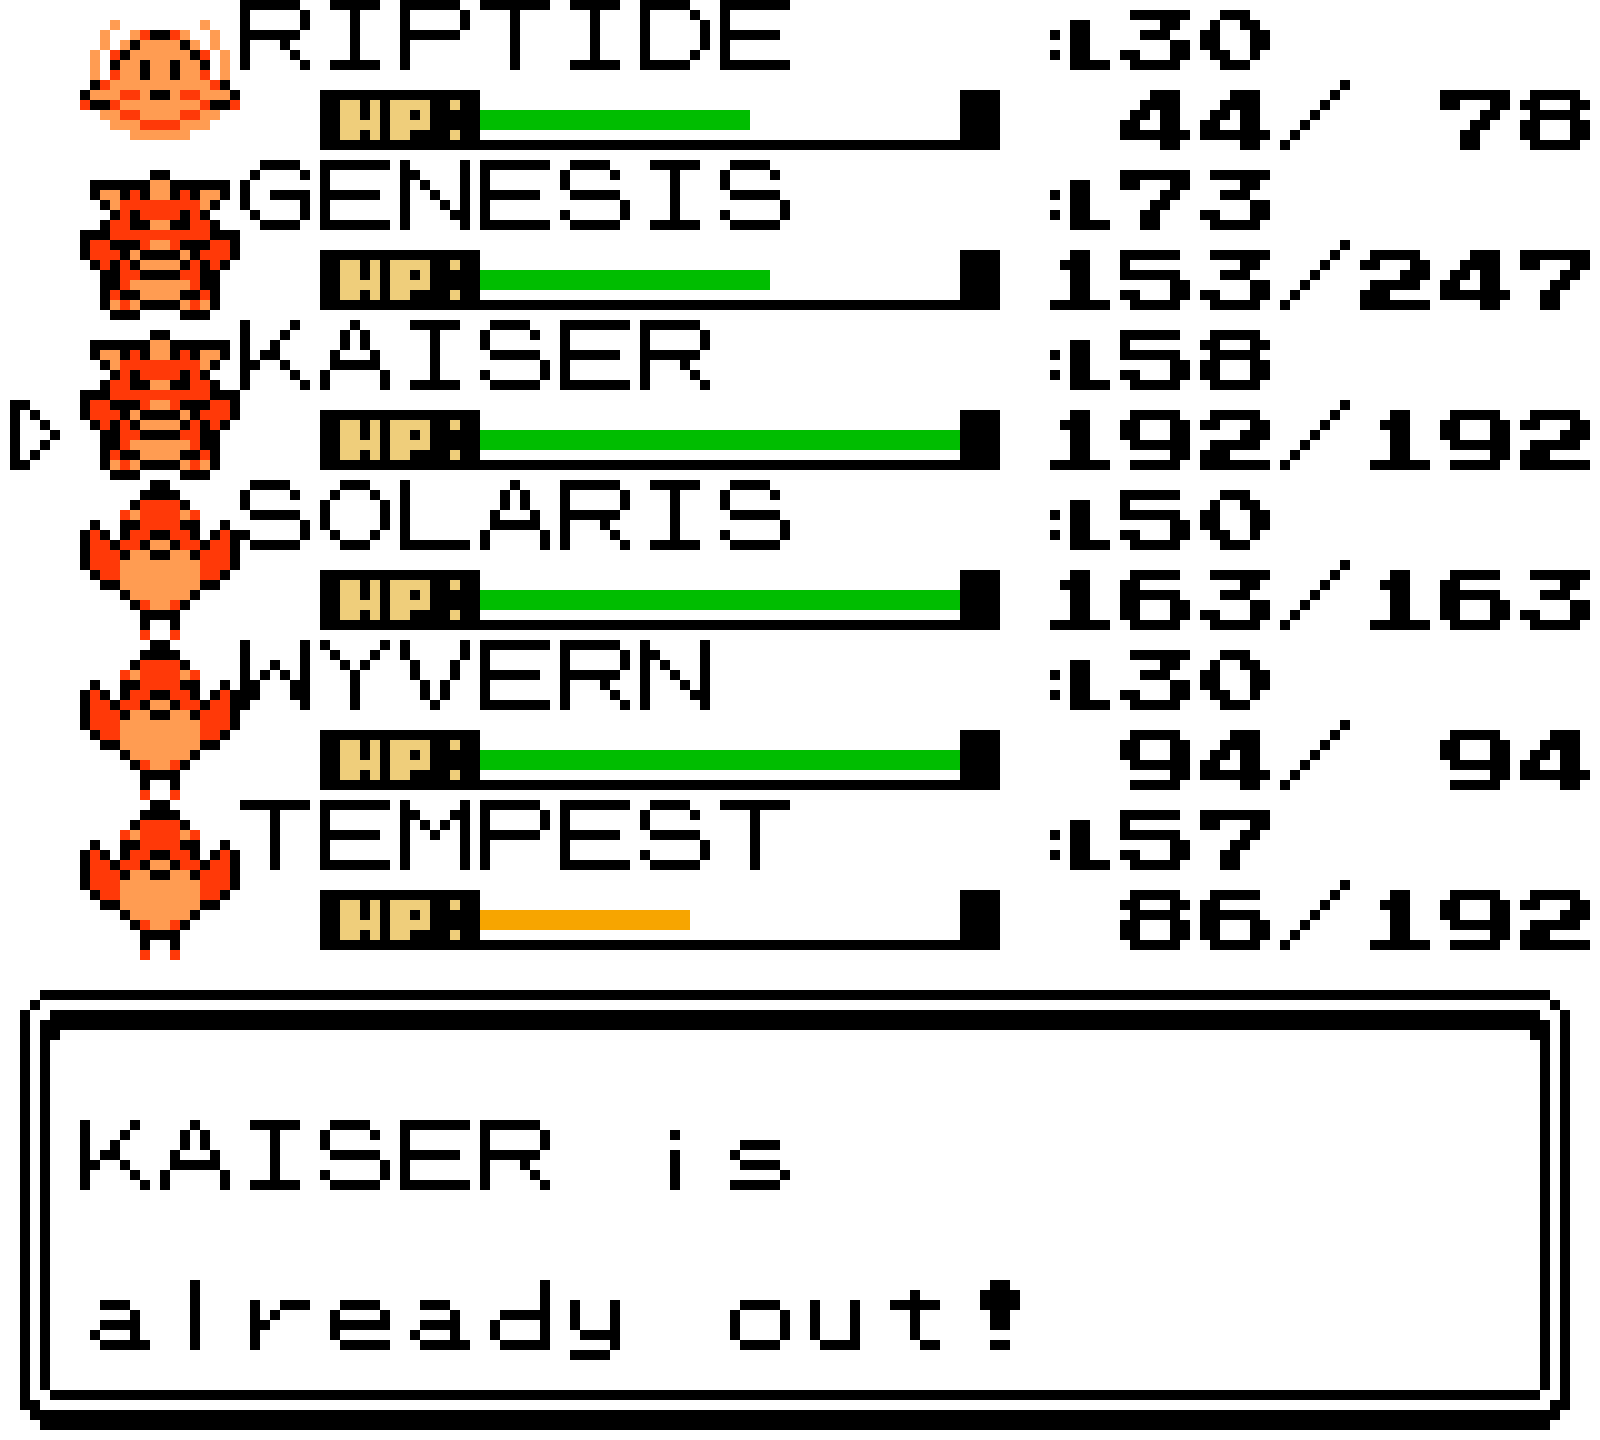 RIPTIDE :L30
HP: 44/ 78
GENESIS :L73
HP: 153/247
KAISER :L58
HP: 192/192
SOLARIS :L50
HP: 163/163
WYVERN :L30
HP: 94/ 94
TEMPEST :L57
HP: 86/192
KAISER is
already out!